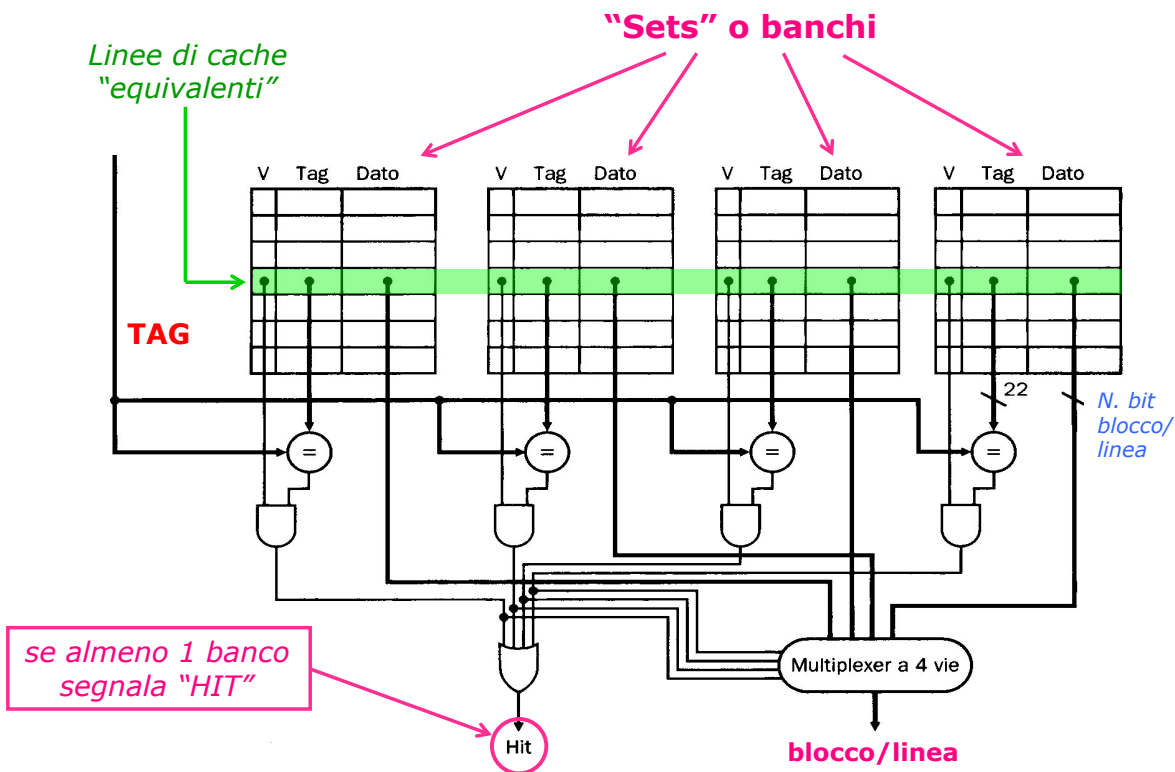 “Sets” o banchi
Linee di cache
“equivalenti”
V Tag Dato
V Tag Dato
V Tag Dato
V Tag Dato
TAG
22
N. bit
blocco/
linea
=
=
=
=
se almeno 1 banco
segnala “HIT”
Multiplexer a 4 vie
Hit
blocco/linea